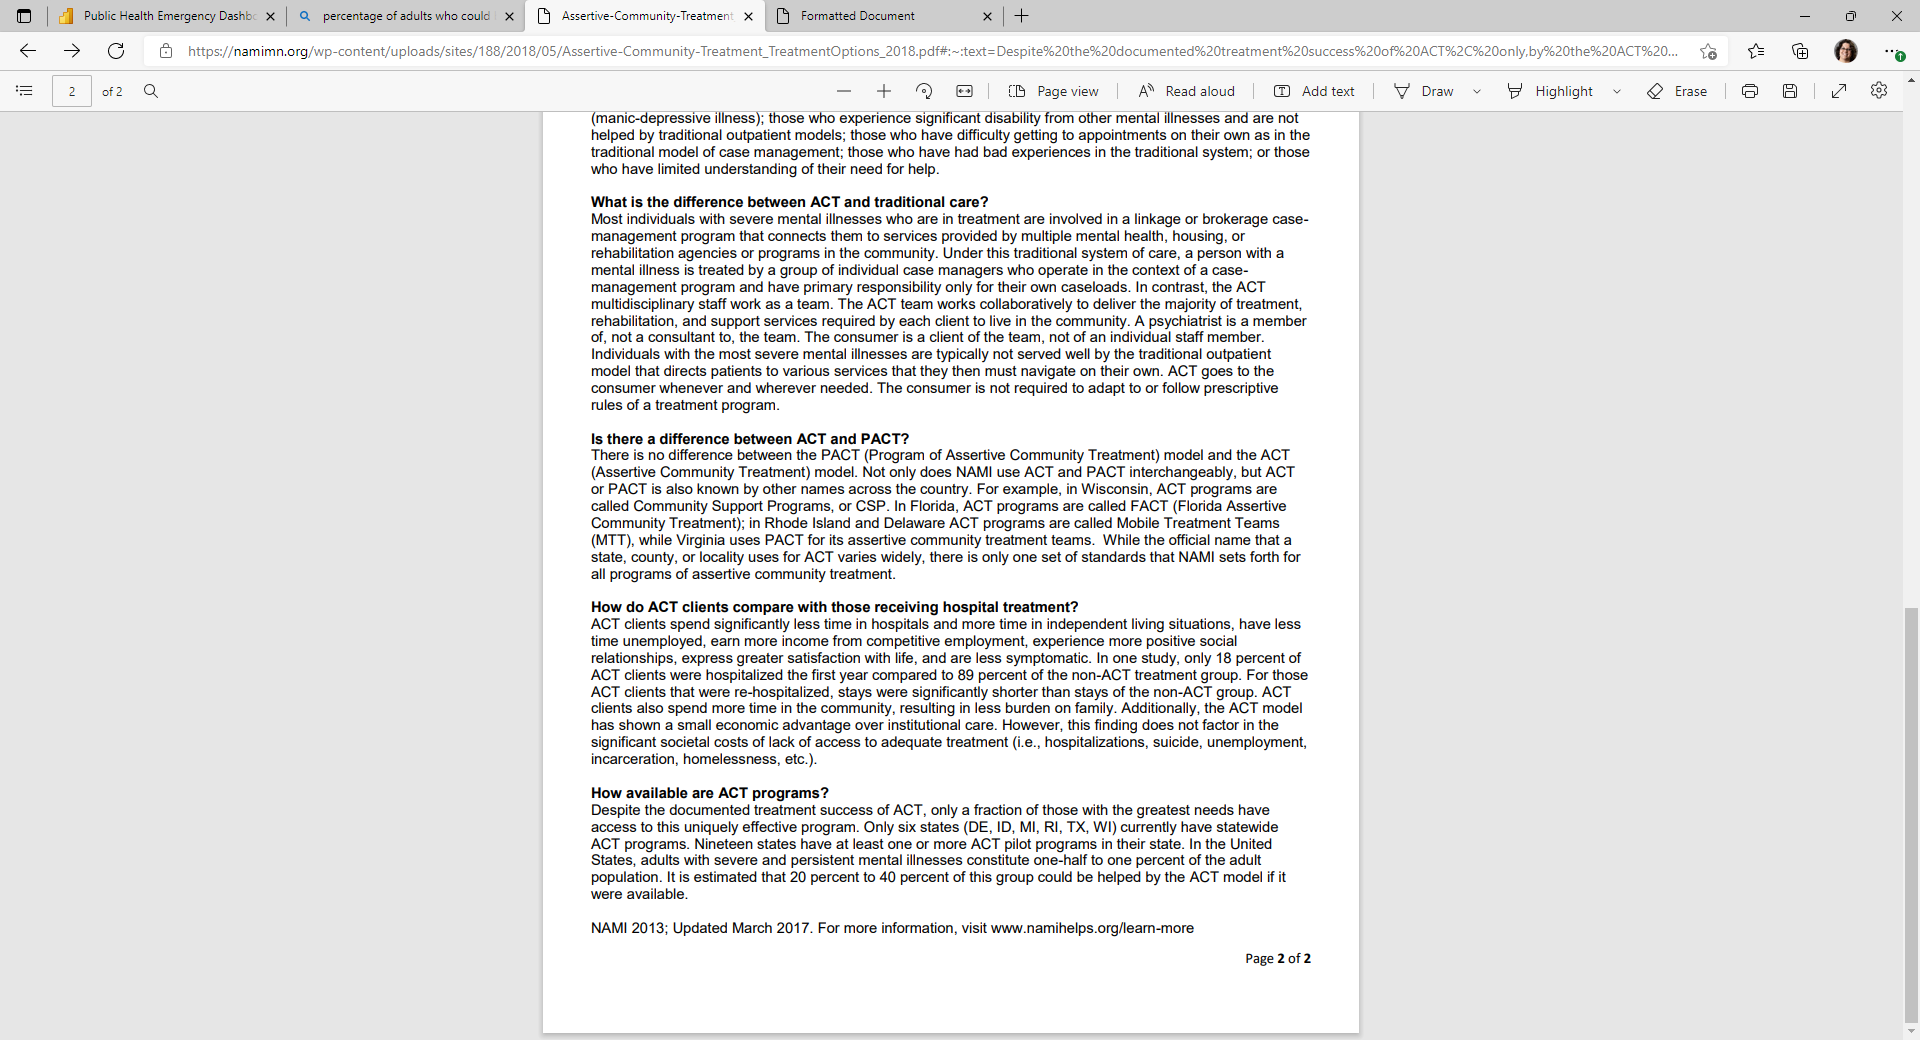 Public Health Emergency Dashbo
percentage of adults who could
Assertive-Community-Treatment
Formatted Document
https://namimn.org/wp-content/uploads/sites/188/2018/05/Assertive-Community-Treatment_TreatmentOptions_2018.pdf#:~:text=Despite%20the%20documented%20treatment%20success%20of%20ACT%2C%20only,by%20the%20ACT%20...
2 of 2
Page view
Read aloud
Add text
Draw
Highlight
Erase
(manic-depressive illness); those who experience significant disability from other mental illnesses and are not
helped by traditional outpatient models; those who have difficulty getting to appointments on their own as in the
traditional model of case management; those who have had bad experiences in the traditional system; or those
who have limited understanding of their need for help.
What is the difference between ACT and traditional care?
Most individuals with severe mental illnesses who are in treatment are involved in a linkage or brokerage case-
management program that connects them to services provided by multiple mental health, housing, or
rehabilitation agencies or programs in the community. Under this traditional system of care, a person with a
mental illness is treated by a group of individual case managers who operate in the context of a case-
management program and have primary responsibility only for their own caseloads. In contrast, the ACT
multidisciplinary staff work as a team. The ACT team works collaboratively to deliver the majority of treatment,
rehabilitation, and support services required by each client to live in the community. A psychiatrist is a member
of, not a consultant to, the team. The consumer is a client of the team, not of an individual staff member.
Individuals with the most severe mental illnesses are typically not served well by the traditional outpatient
model that directs patients to various services that they then must navigate on their own. ACT goes to the
consumer whenever and wherever needed. The consumer is not required to adapt to or follow prescriptive
rules of a treatment program.
Is there a difference between ACT and PACT?
There is no difference between the PACT (Program of Assertive Community Treatment) model and the ACT
(Assertive Community Treatment) model. Not only does NAMI use ACT and PACT interchangeably, but ACT
or PACT is also known by other names across the country. For example, in Wisconsin, ACT programs are
called Community Support Programs, or CSP. In Florida, ACT programs are called FACT (Florida Assertive
Community Treatment); in Rhode Island and Delaware ACT programs are called Mobile Treatment Teams
(MTT), while Virginia uses PACT for its assertive community treatment teams. While the official name that a
state, county, or locality uses for ACT varies widely, there is only one set of standards that NAMI sets forth for
all programs of assertive community treatment.
How do ACT clients compare with those receiving hospital treatment?
ACT clients spend significantly less time in hospitals and more time in independent living situations, have less
time unemployed, earn more income from competitive employment, experience more positive social
relationships, express greater satisfaction with life, and are less symptomatic. In one study, only 18 percent of
ACT clients were hospitalized the first year compared to 89 percent of the non-ACT treatment group. For those
ACT clients that were re-hospitalized, stays were significantly shorter than stays of the non-ACT group. ACT
clients also spend more time in the community, resulting in less burden on family. Additionally, the ACT model
has shown a small economic advantage over institutional care. However, this finding does not factor in the
significant societal costs of lack of access to adequate treatment (i.e., hospitalizations, suicide, unemployment,
incarceration, homelessness, etc.).
How available are ACT programs?
Despite the documented treatment success of ACT, only a fraction of those with the greatest needs have
access to this uniquely effective program. Only six states (DE, ID, MI, RI, TX, WI) currently have statewide
ACT programs. Nineteen states have at least one or more ACT pilot programs in their state. In the United
States, adults with severe and persistent mental illnesses constitute one-half to one percent of the adult
population. It is estimated that 20 percent to 40 percent of this group could be helped by the ACT model if it
were available.
NAMI 2013; Updated March 2017. For more information, visit www.namihelps.org/learn-more
Page 2 of 2